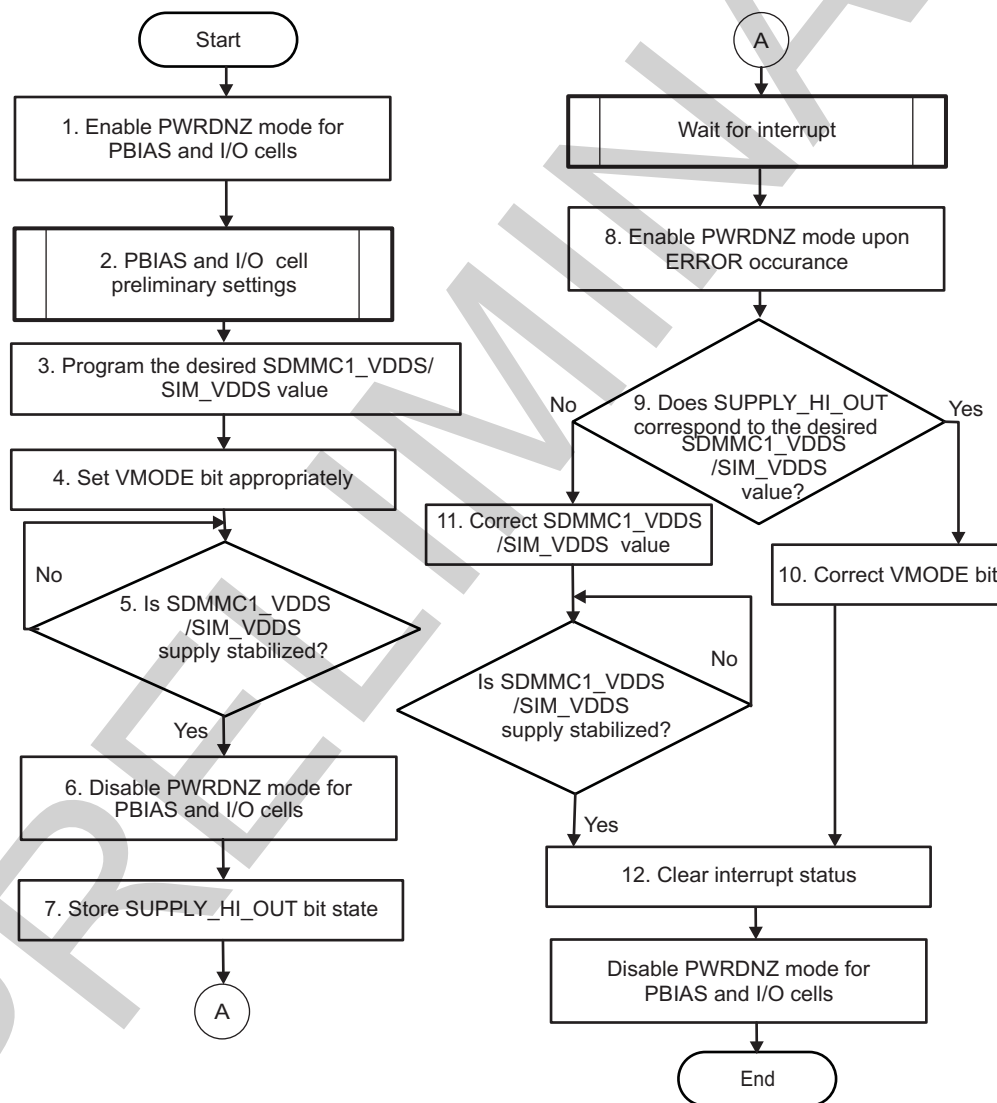 Start
1. Enable PWRDNZ mode for
PBIAS and I/O cells
2. PBIAS and I/O cell
preliminary settings
3. Program the desired SDMMC1_VDDS/
SIM_VDDS value
4. Set VMODE bit appropriately
No
5. Is SDMMC1_VDDS
/SIM_VDDS
supply stabilized?
Yes
6. Disable PWRDNZ mode for
PBIAS and I/O cells
7. Store SUPPLY_HI_OUT bit state
A
A
Wait for interrupt
8. Enable PWRDNZ mode upon
ERROR occurance
No
9. Does SUPPLY_HI_OUT
correspond to the desired
SDMMC1_VDDS
/SIM_VDDS
value?
Yes
11. Correct SDMMC1_VDDS
/SIM_VDDS value
10. Correct VMODE bit
No
Is SDMMC1_VDDS
/SIM_VDDS
supply stabilized?
Yes
12. Clear interrupt status
Disable PWRDNZ mode for
PBIAS and I/O cells
End
PRELIMINA